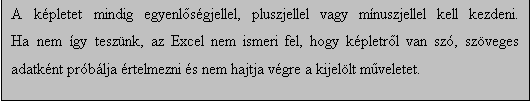 A képletet mindig egyenlőségjellel, pluszjellel vagy mínuszjellel kell kezdeni.
Ha nem így teszünk, az Excel nem ismeri fel, hogy képletről van szó, szöveges
adatként próbálja értelmezni és nem hajtja végre a kijelölt műveletet.